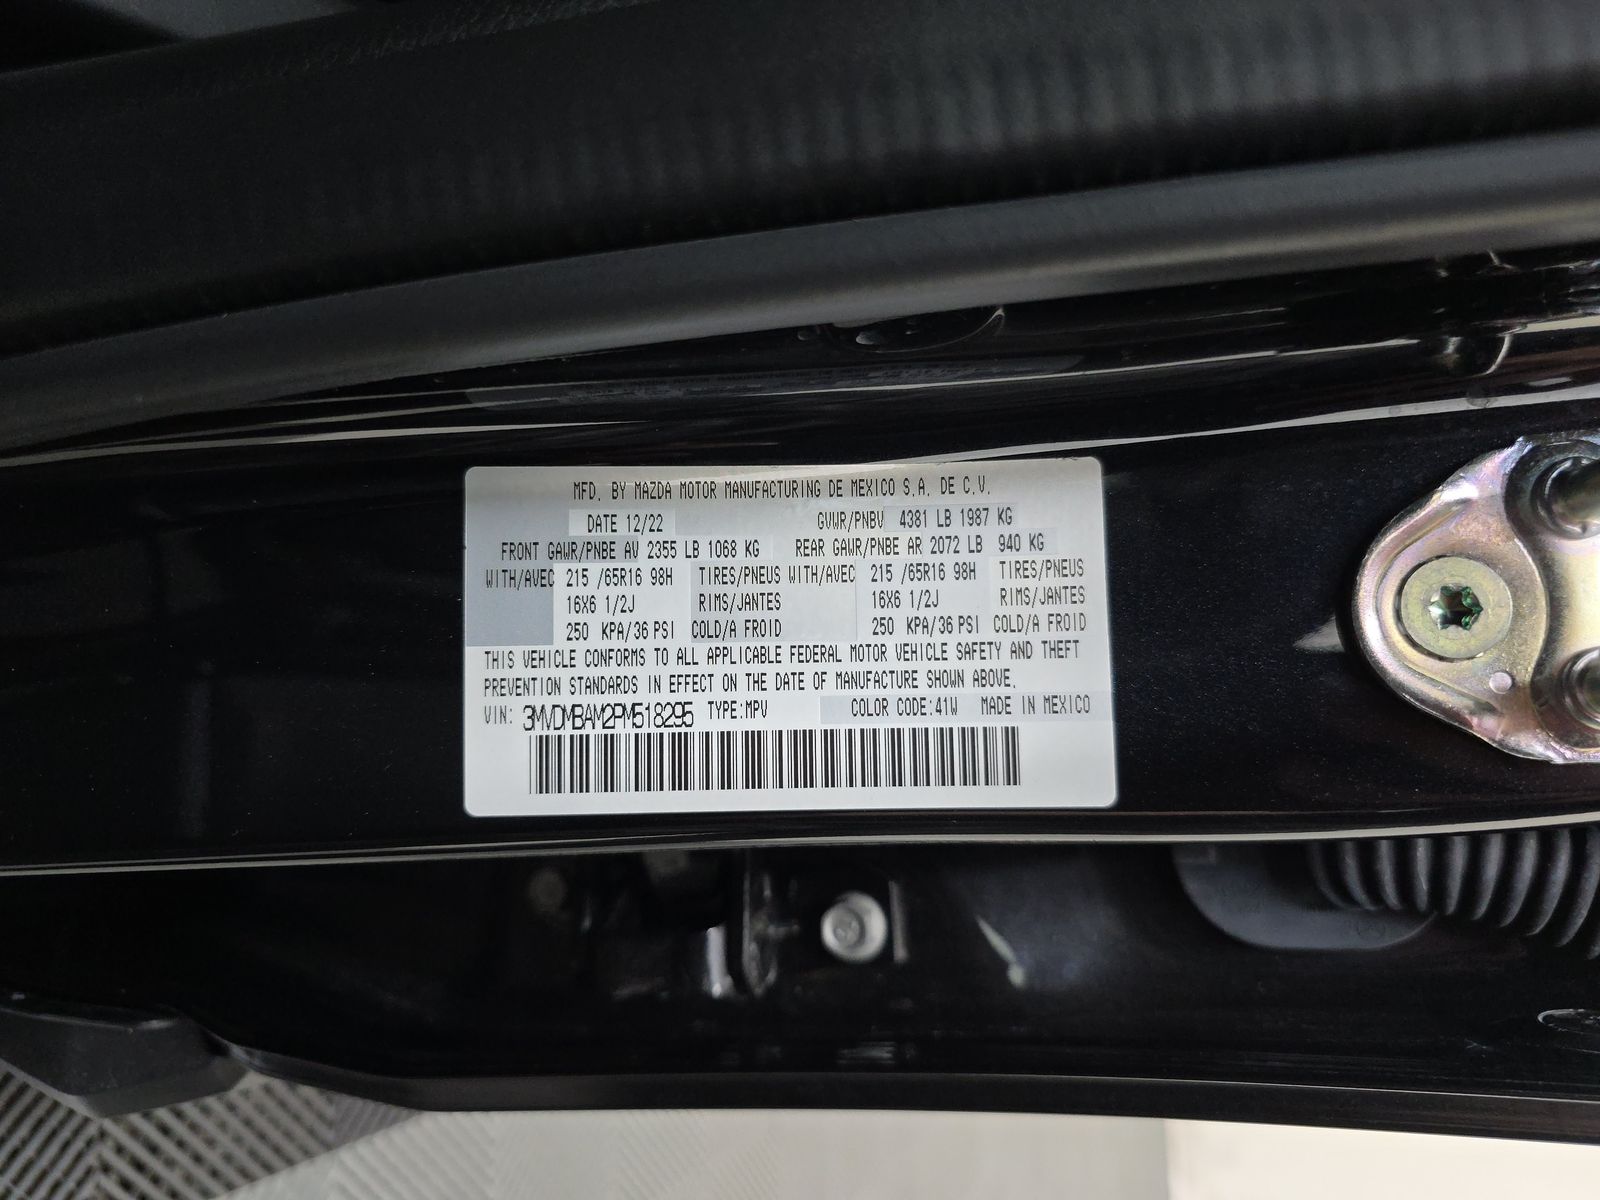 MFD. BY MAZDA MOTOR MANUFACTURING DE MEXICO S.A. DE C.V.
DATE 12/22 GVWR/PNBV 4381 LB 1987 KG
FRONT GAWR/PNBE AV 2355 LB 1068 KG REAR GAWR/PNBE AR 2072 LB 940 KG
WITH/AVEC 215 /65R16 98H TIRES/PNEUS WITH/AVEC 215 /65R16 98H TIRES/PNEUS
16X6 1/2J RIMS/JANTES 16X6 1/2J RIMS/JANTES
250 KPA/36 PSI COLD/A FROID 250 KPA/36 PSI COLD/A FROID
THIS VEHICLE CONFORMS TO ALL APPLICABLE FEDERAL MOTOR VEHICLE SAFETY AND THEFT
PREVENTION STANDARDS IN EFFECT ON THE DATE OF MANUFACTURE SHOWN ABOVE.
VIN: 3MVDMBAM2PM518295 TYPE:MPV COLOR CODE:41W MADE IN MEXICO